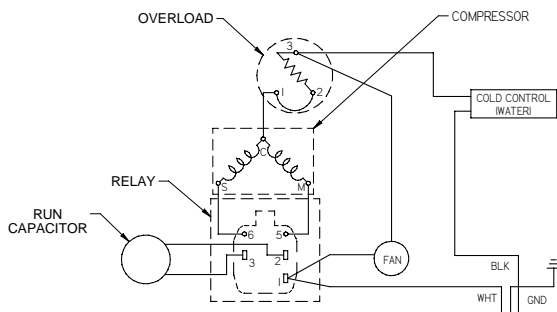 OVERLOAD
COMPRESSOR
3
1
2
COLD CONTROL
(WATER)
C
S
M
RELAY
RUN
CAPACITOR
6
5
3
2
1
FAN
BLK
WHT
GND